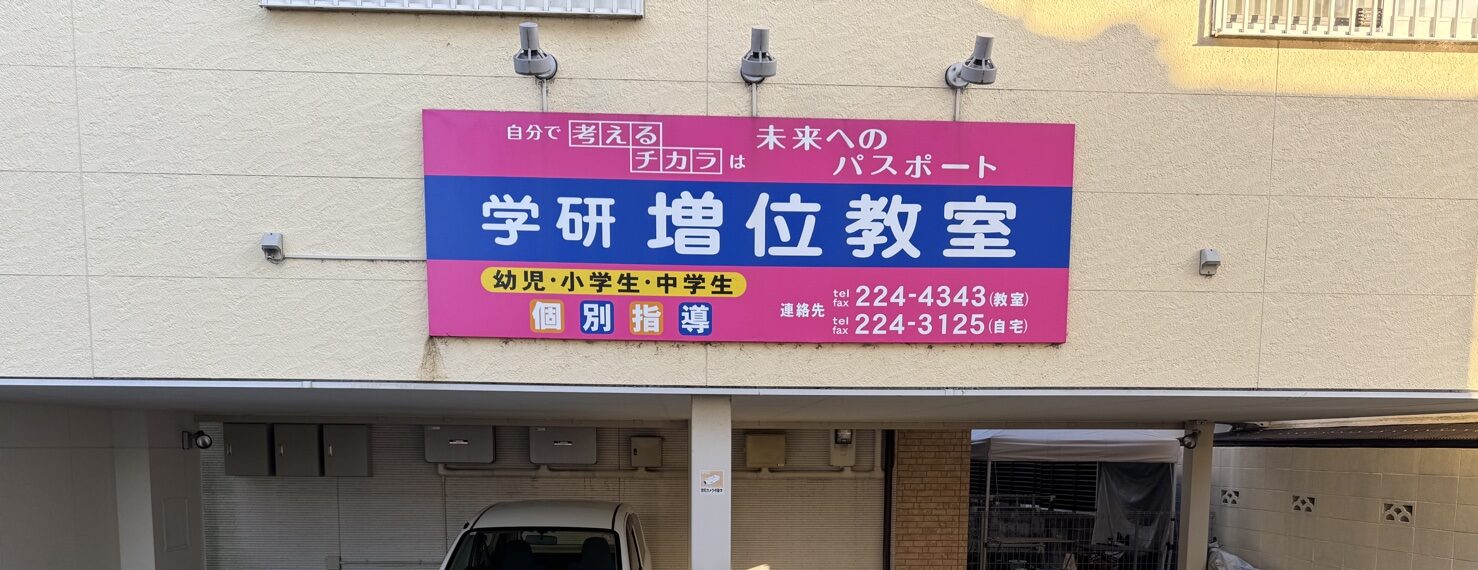 自分で考える
チカラは
未来への
パスポート
学研 増位教室
幼児・小学生・中学生
個別指導
連絡先
tel fax 224-4343(教室)
tel fax 224-3125(自宅)